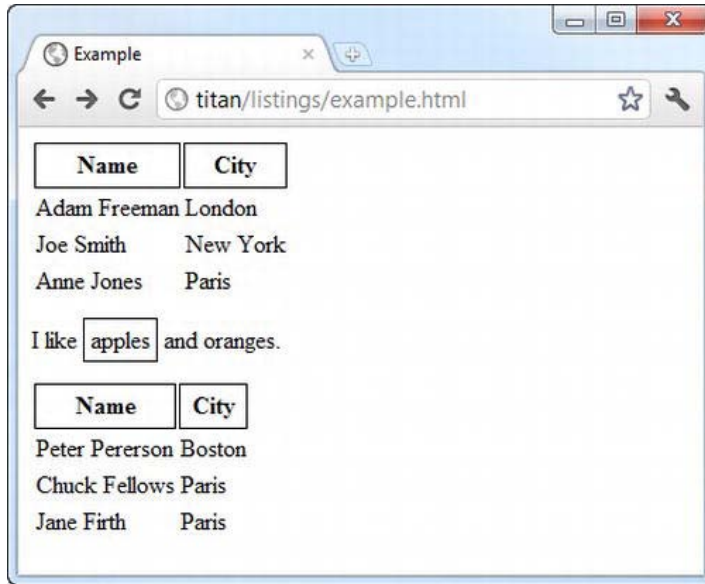 Example
titan/listings/example.html
Name City
Adam Freeman London
Joe Smith New York
Anne Jones Paris
I like apples and oranges.
Name City
Peter Pererson Boston
Chuck Fellows Paris
Jane Firth Paris